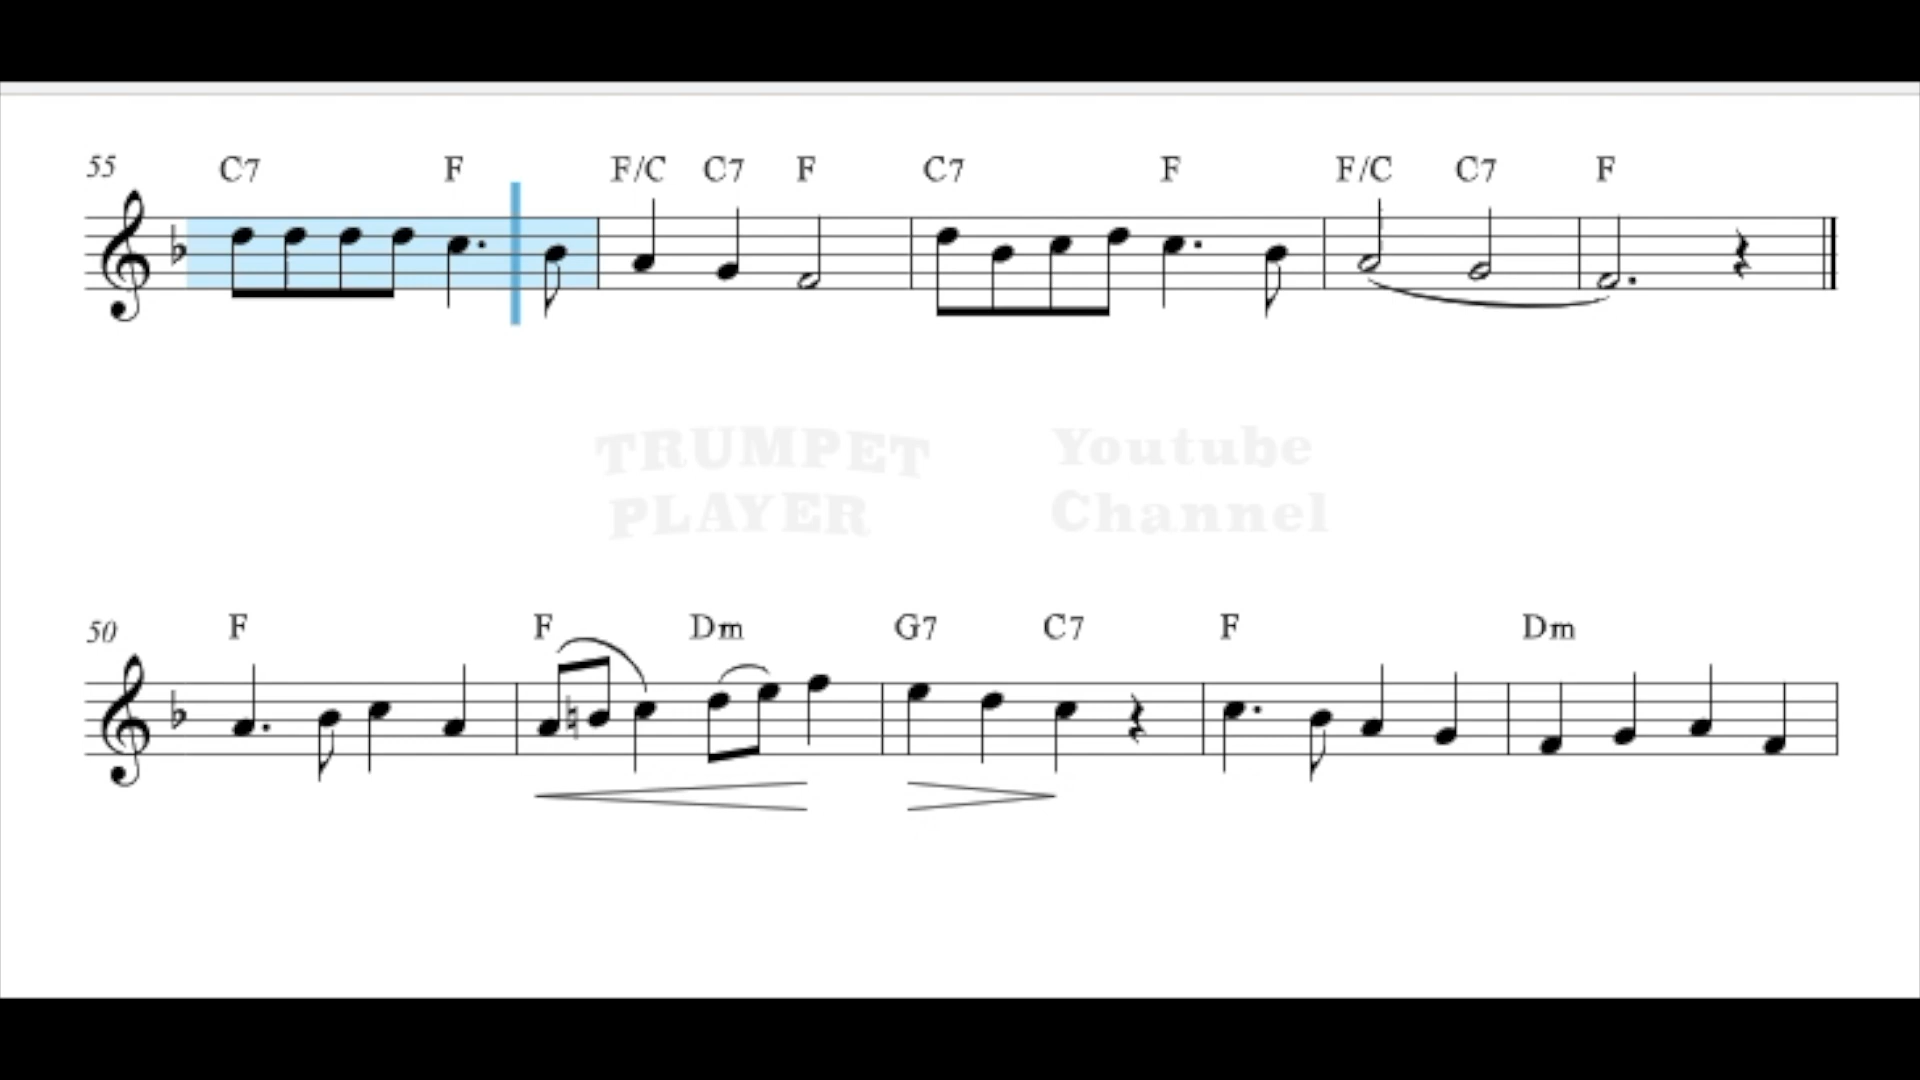 55 C7 F F/C C7 F C7 F F/C C7 F
TRUMPET Youtube
PLAYER Channel
50 F F Dm G7 C7 F Dm